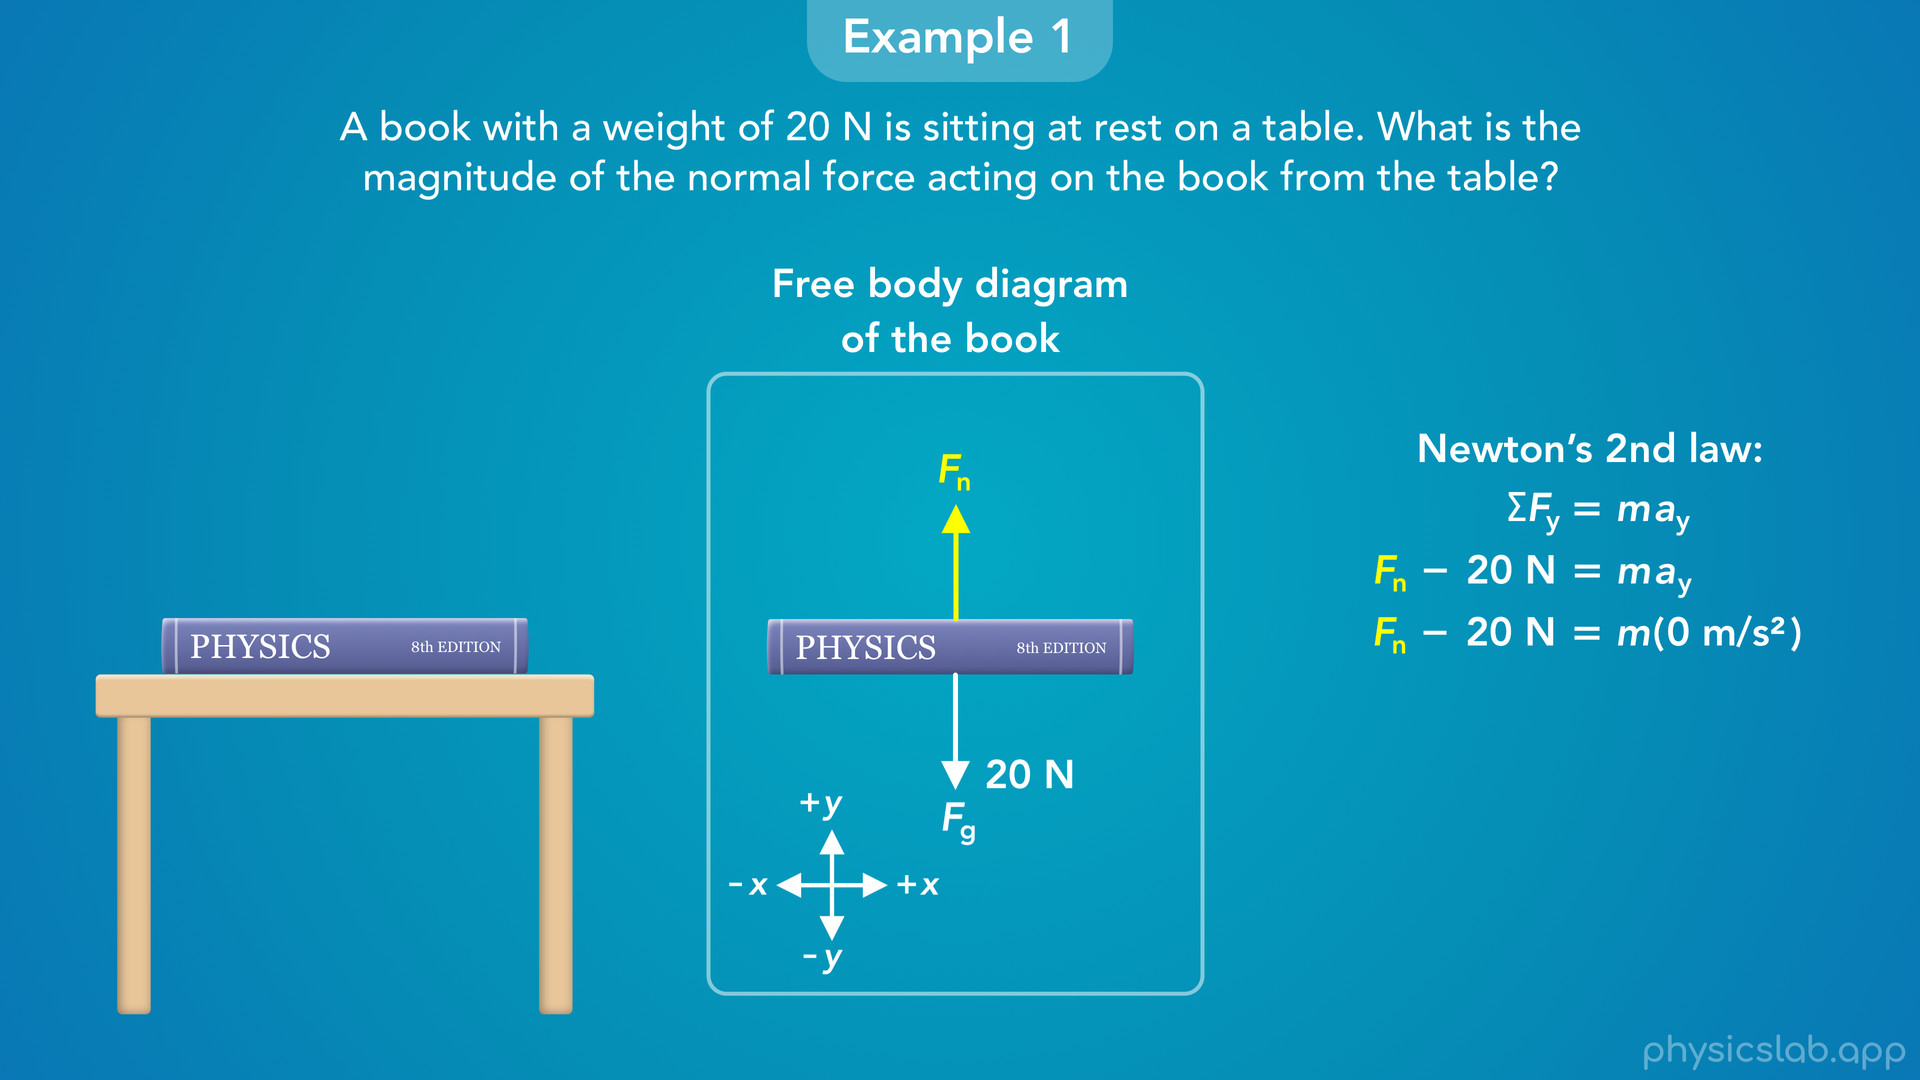 Example 1
A book with a weight of 20 N is sitting at rest on a table. What is the
magnitude of the normal force acting on the book from the table?
Free body diagram
of the book
Fn
PHYSICS 8th EDITION
20 N
Fg
+y
−x +x
−y
Newton’s 2nd law:
ΣFy = may
Fn − 20 N = may
Fn − 20 N = m(0 m/s²)
PHYSICS 8th EDITION
physicslab.app